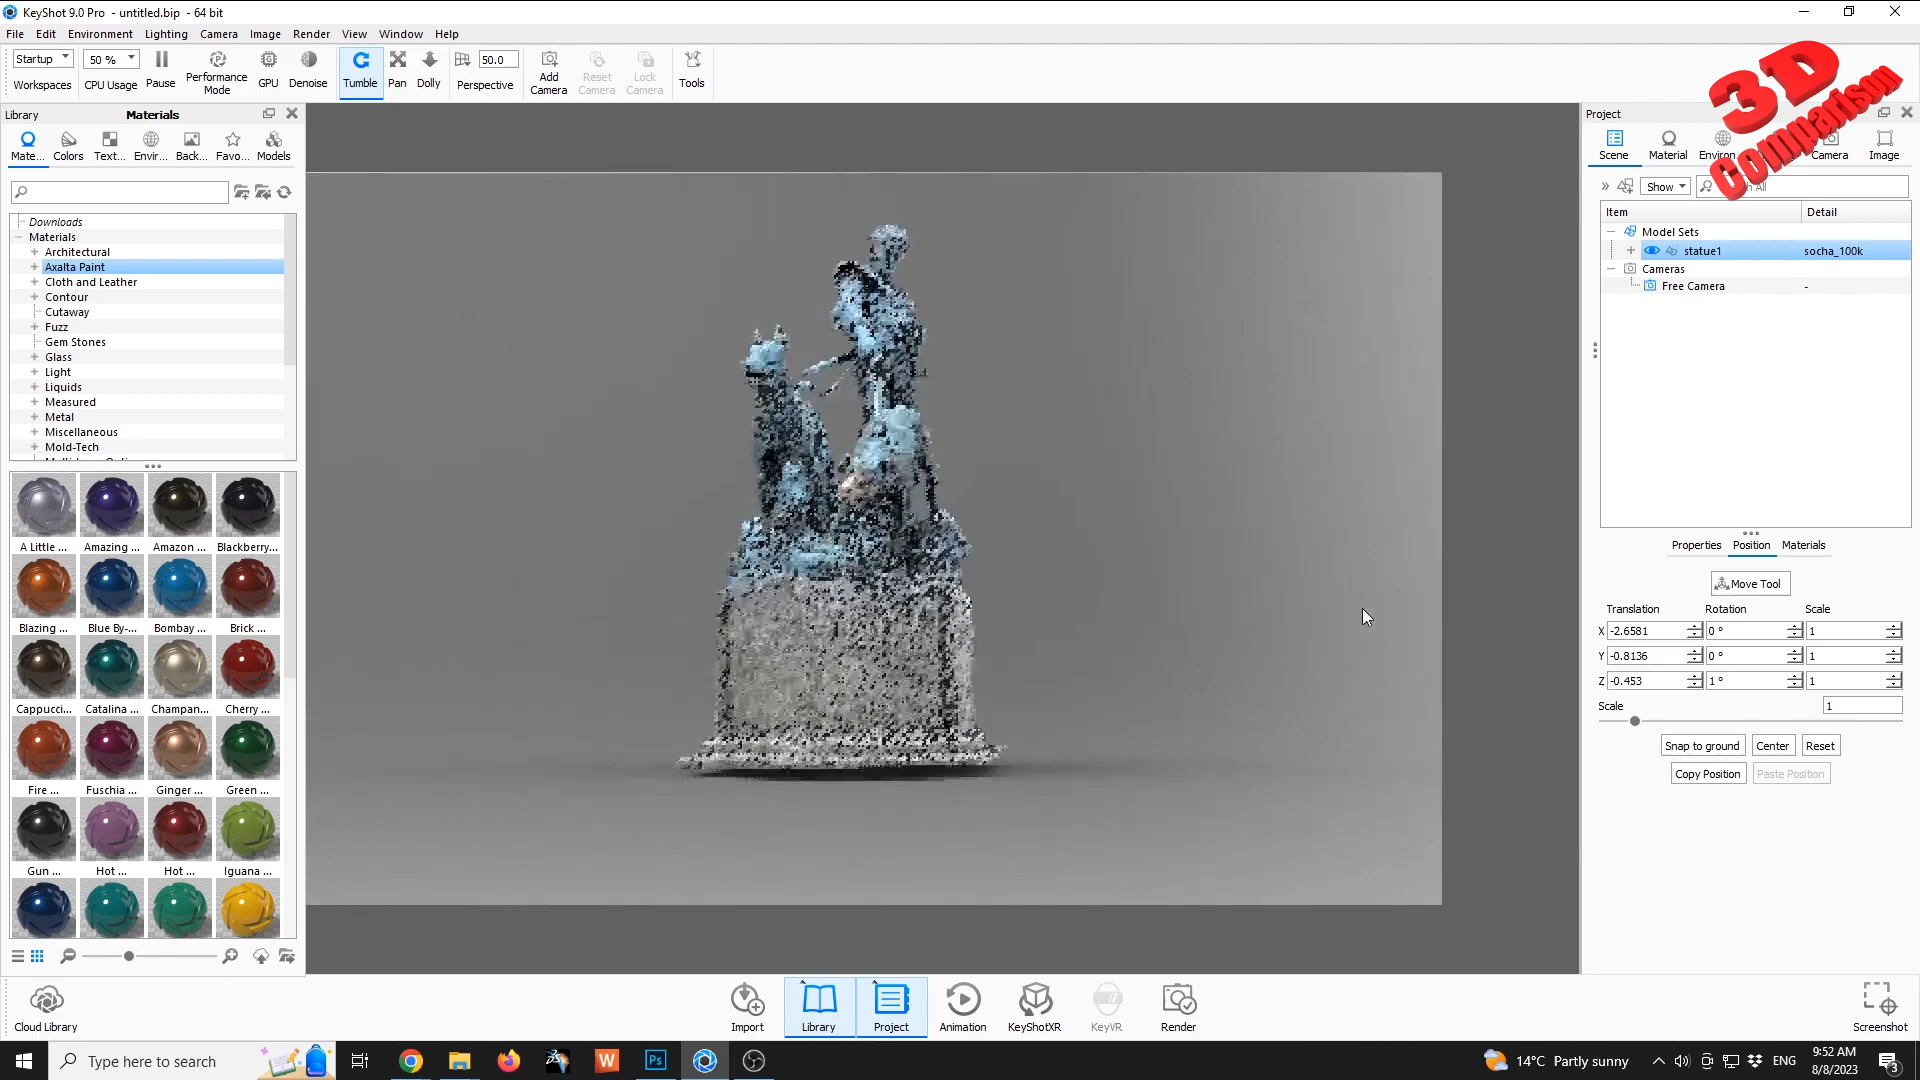 KeyShot 9.0 Pro - untitled.bip - 64 bit
File Edit Environment Lighting Camera Image Render View Window Help
Startup
Workspaces
50 %
CPU Usage
Pause
Performance
Mode
GPU
Denoise
Tumble
Pan
Dolly
50.0
Perspective
Add
Camera
Reset
Camera
Lock
Camera
Tools
3D
Comparison
Library
Materials
Mate... Colors Text... Envir... Back... Favo... Models
Downloads
Materials
Architectural
Axalta Paint
Cloth and Leather
Contour
Cutaway
Fuzz
Gem Stones
Glass
Light
Liquids
Measured
Metal
Miscellaneous
Mold-Tech
A Little ... Amazing ... Amazon ... Blackberry...
Blazing ... Blue By-... Bombay ... Brick ...
Cappucci... Catalina ... Champan... Cherry ...
Fire ... Fuschia ... Ginger ... Green ...
Gun ... Hot ... Hot ... Iguana ...
Project
Scene Material Environ Camera Image
Show
All
Item Detail
Model Sets
statue1 socha_100k
Cameras
Free Camera -
Properties Position Materials
Move Tool
Translation Rotation Scale
X -2.6581 0 ° 1
Y -0.8136 0 ° 1
Z -0.453 1 ° 1
Scale 1
Snap to ground Center Reset
Copy Position Paste Position
Cloud Library
Import
Library
Project
Animation
KeyShotXR
KeyVR
Render
Screenshot
Type here to search
W
Ps
14°C Partly sunny
ENG
9:52 AM
8/8/2023
3